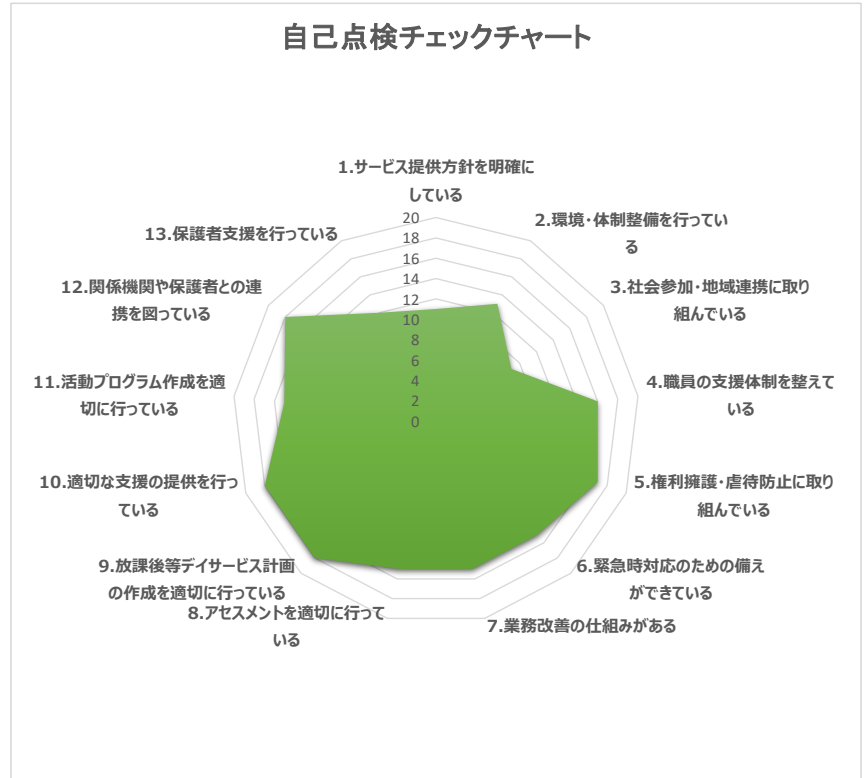 自己点検チェックチャート
1.サービス提供方針を明確に
している
2.環境・体制整備を行ってい
る
3.社会参加・地域連携に取り
組んでいる
4.職員の支援体制を整えて
いる
5.権利擁護・虐待防止に取り
組んでいる
6.緊急時対応のための備え
ができている
7.業務改善の仕組みがある
8.アセスメントを適切に行って
いる
9.放課後等デイサービス計画
の作成を適切に行っている
10.適切な支援の提供を行っ
ている
11.活動プログラム作成を適
切に行っている
12.関係機関や保護者との連
携を図っている
13.保護者支援を行っている
20
18
16
14
12
10
8
6
4
2
0